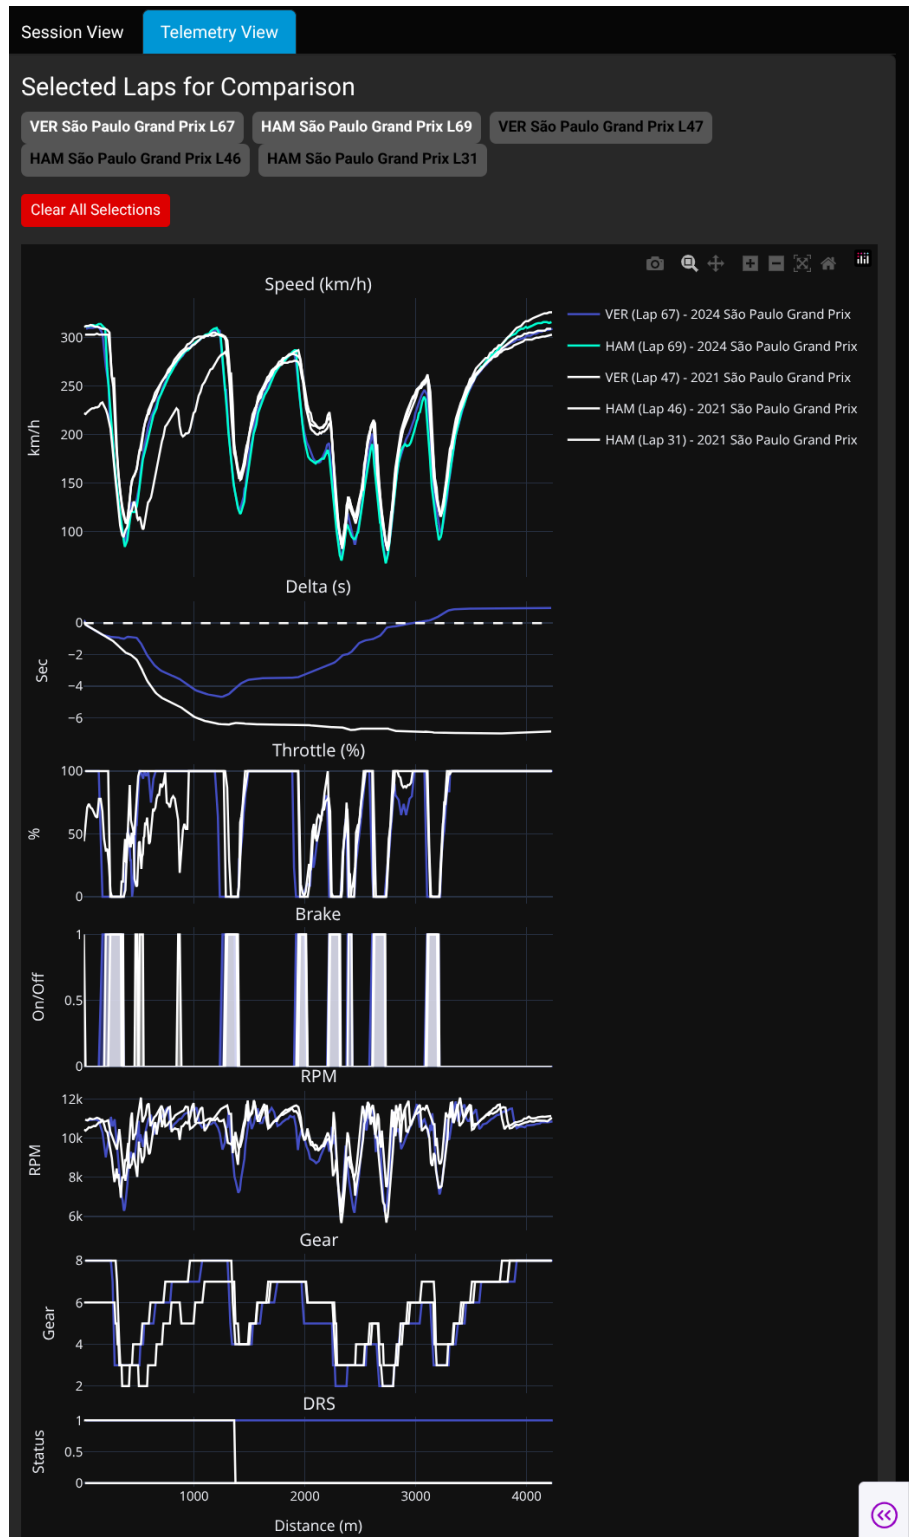 Session View
Telemetry View
Selected Laps for Comparison
VER São Paulo Grand Prix L67
HAM São Paulo Grand Prix L69
VER São Paulo Grand Prix L47
HAM São Paulo Grand Prix L46
HAM São Paulo Grand Prix L31
Clear All Selections
Speed (km/h)
300
250
200
150
100
km/h
VER (Lap 67) - 2024 São Paulo Grand Prix
HAM (Lap 69) - 2024 São Paulo Grand Prix
VER (Lap 47) - 2021 São Paulo Grand Prix
HAM (Lap 46) - 2021 São Paulo Grand Prix
HAM (Lap 31) - 2021 São Paulo Grand Prix
Delta (s)
0
−2
−4
−6
Sec
Throttle (%)
100
50
0
%
Brake
1
0.5
0
On/Off
RPM
12k
10k
8k
6k
RPM
Gear
8
6
4
2
Gear
DRS
1
0.5
0
Status
1000
2000
3000
4000
Distance (m)